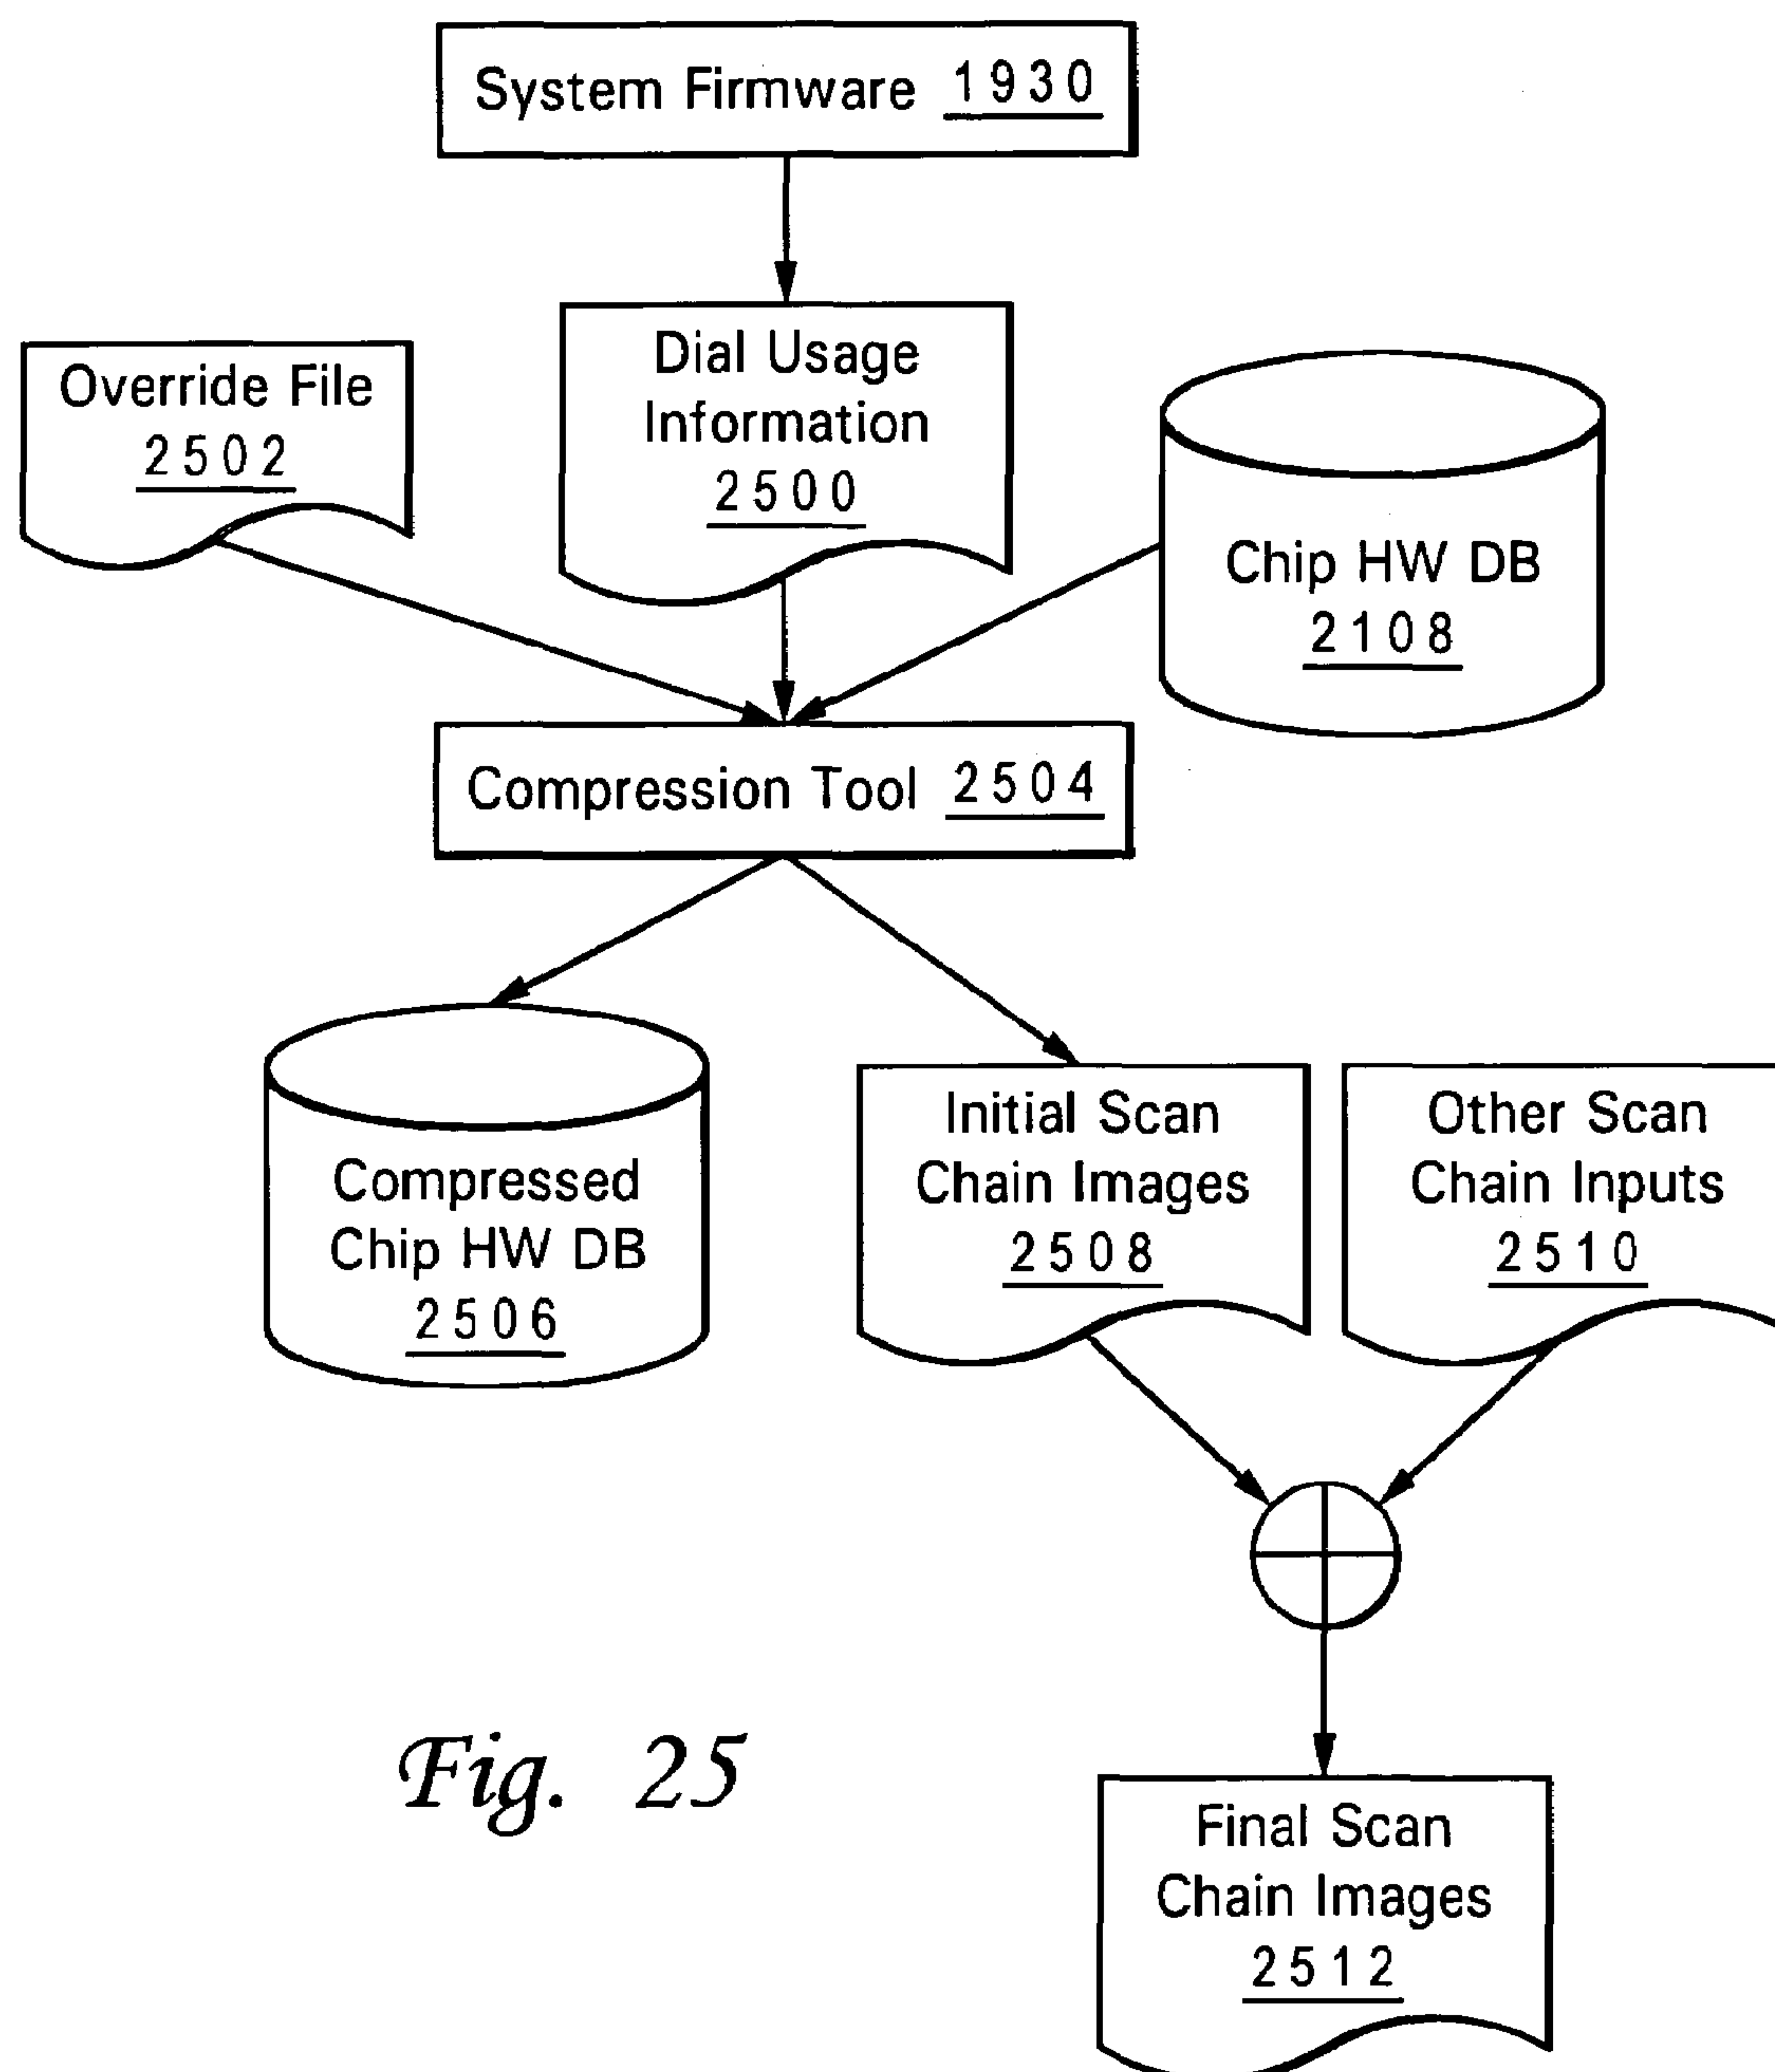 System Firmware 1930
Dial Usage
Information
2500
Override File
2502
Chip HW DB
2108
Compression Tool 2504
Compressed
Chip HW DB
2506
Initial Scan
Chain Images
2508
Other Scan
Chain Inputs
2510
Fig. 25
Final Scan
Chain Images
2512